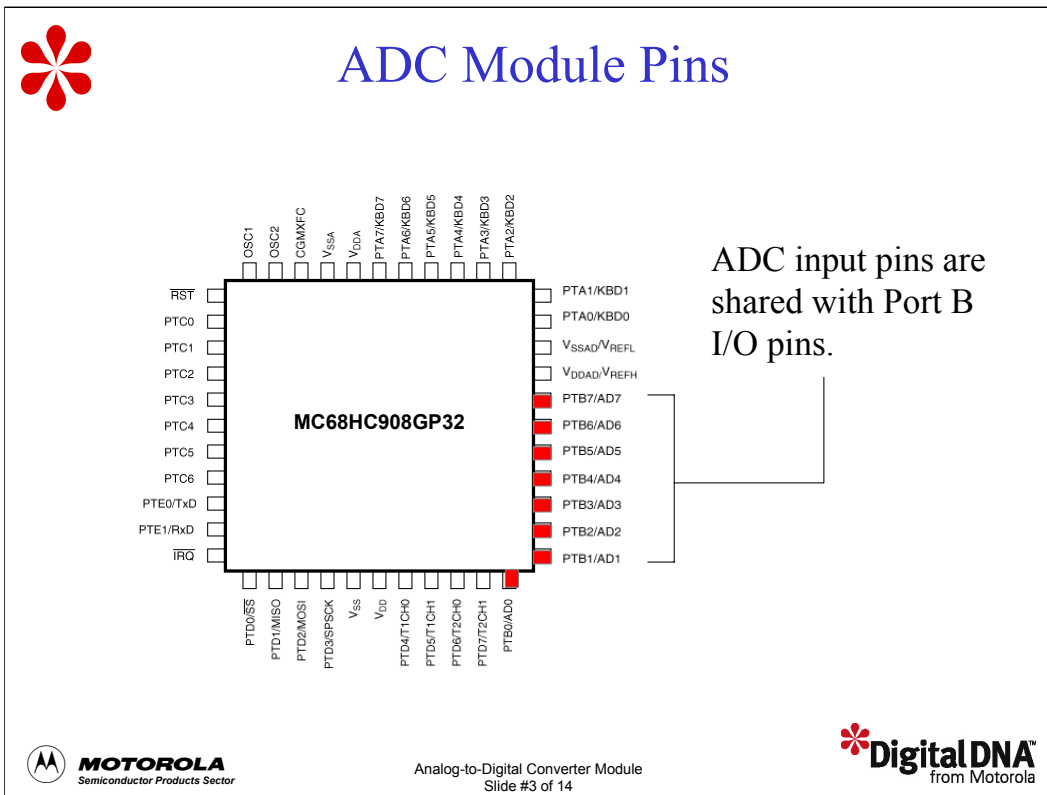 ADC Module Pins
OSC1
OSC2
CGMXFC
VSSA
VDDA
PTA7/KBD7
PTA6/KBD6
PTA5/KBD5
PTA4/KBD4
PTA3/KBD3
PTA2/KBD2
RST
PTC0
PTC1
PTC2
PTC3
PTC4
PTC5
PTC6
PTE0/TxD
PTE1/RxD
IRQ
MC68HC908GP32
PTA1/KBD1
PTA0/KBD0
VSSAD/VREFL
VDDAD/VREFH
PTB7/AD7
PTB6/AD6
PTB5/AD5
PTB4/AD4
PTB3/AD3
PTB2/AD2
PTB1/AD1
PTD0/SS
PTD1/MISO
PTD2/MOSI
PTD3/SPSCK
VSS
VDD
PTD4/T1CH0
PTD5/T1CH1
PTD6/T2CH0
PTD7/T2CH1
PTB0/AD0
ADC input pins are
shared with Port B
I/O pins.
MOTOROLA
Semiconductor Products Sector
Analog-to-Digital Converter Module
Slide #3 of 14
DigitalDNA™
from Motorola